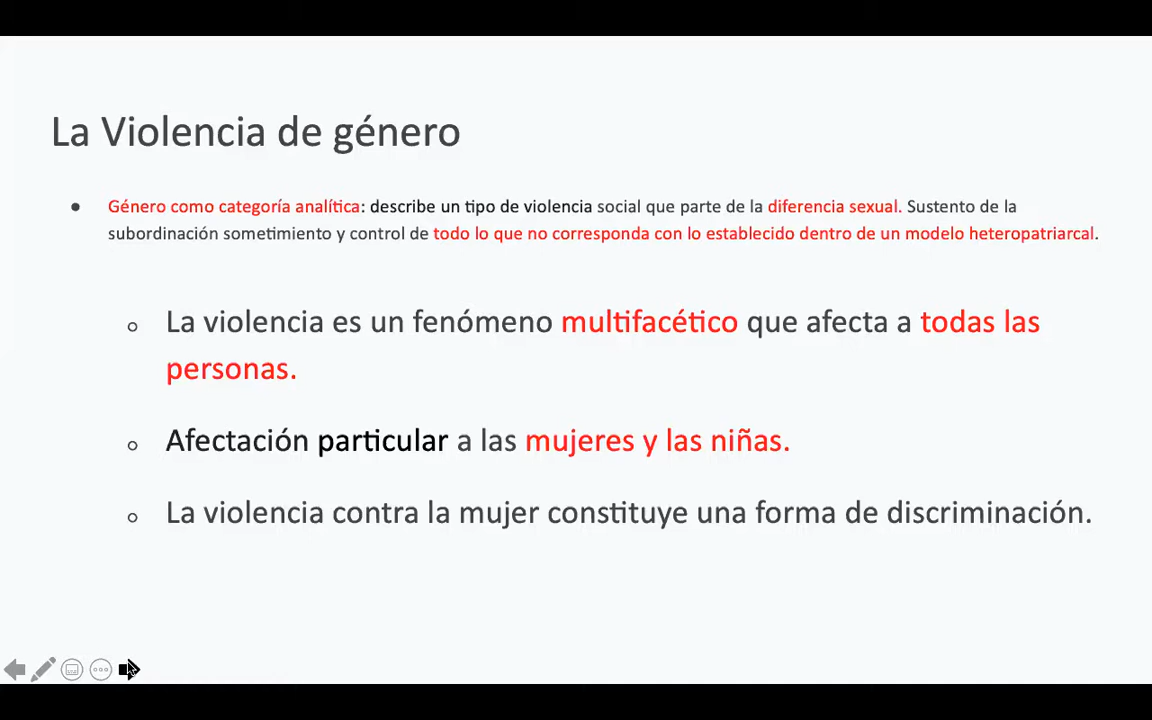 La Violencia de género
● Género como categoría analítica: describe un tipo de violencia social que parte de la diferencia sexual. Sustento de la
subordinación sometimiento y control de todo lo que no corresponda con lo establecido dentro de un modelo heteropatriarcal.
○ La violencia es un fenómeno multifacético que afecta a todas las
personas.
○ Afectación particular a las mujeres y las niñas.
○ La violencia contra la mujer constituye una forma de discriminación.